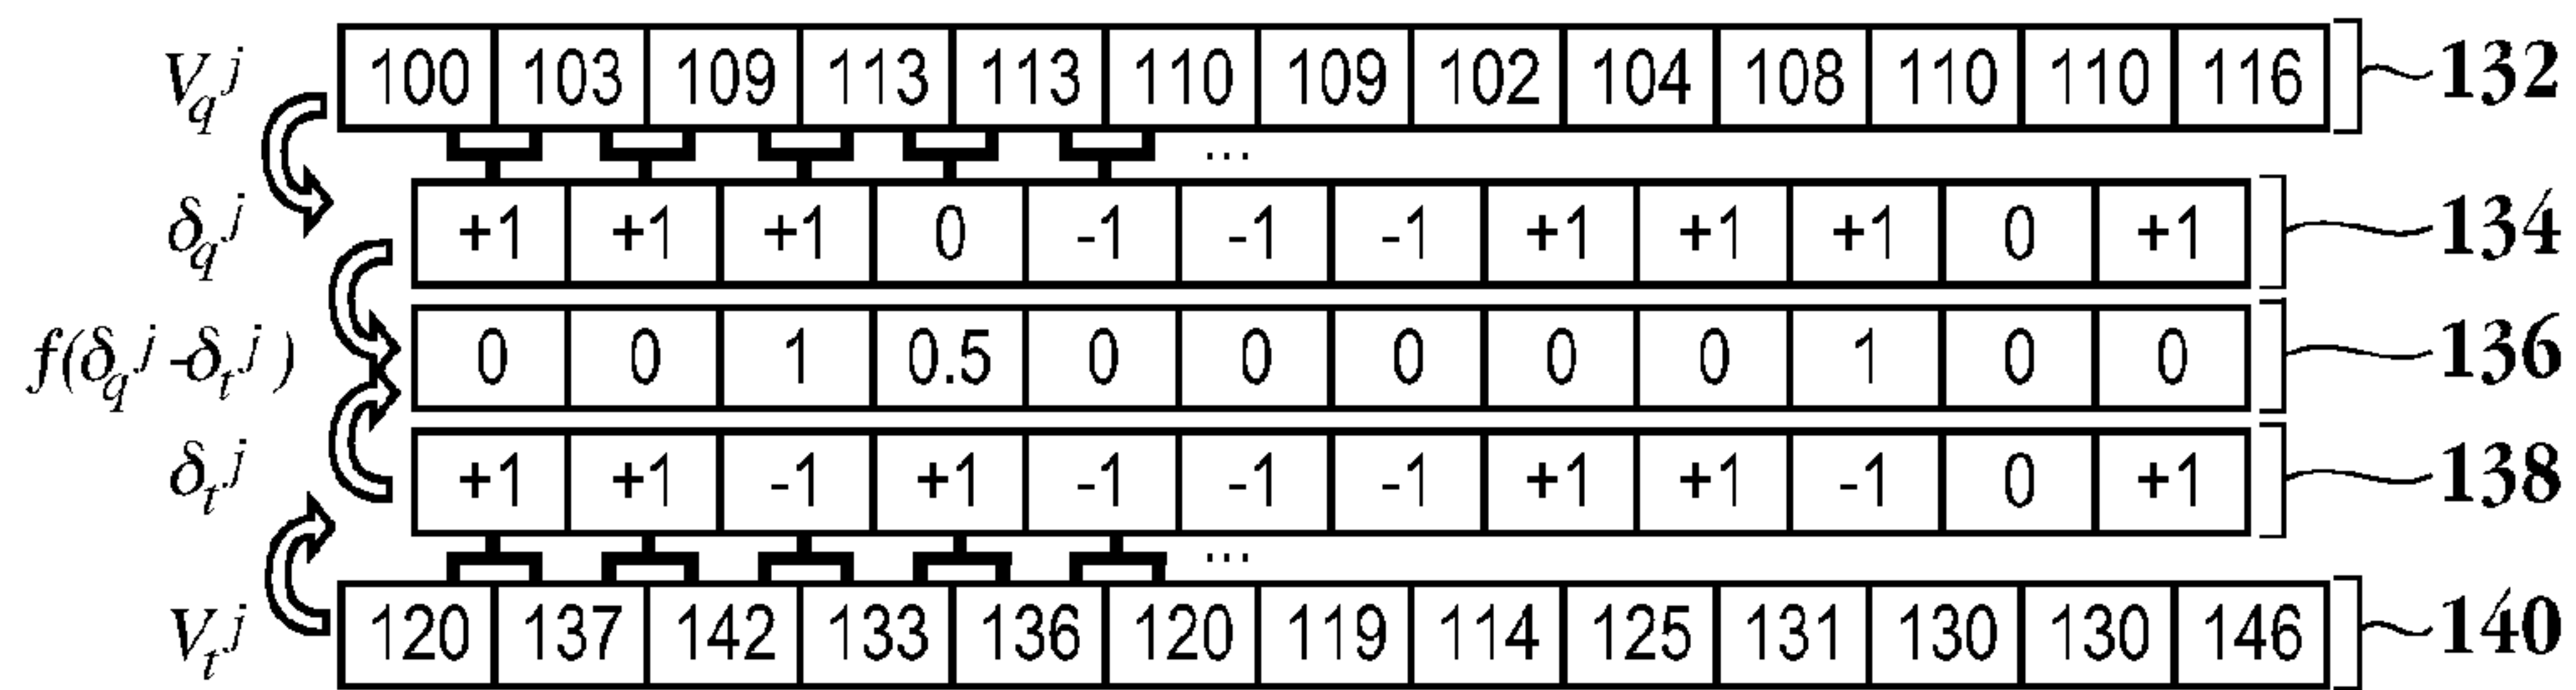 V_q^j 100 103 109 113 113 110 109 102 104 108 110 110 116 132
...
δ_q^j +1 +1 +1 0 -1 -1 -1 +1 +1 +1 0 +1 134
f(δ_q^j-δ_t^j) 0 0 1 0.5 0 0 0 0 0 1 0 0 136
δ_t^j +1 +1 -1 +1 -1 -1 -1 +1 +1 -1 0 +1 138
...
V_t^j 120 137 142 133 136 120 119 114 125 131 130 130 146 140